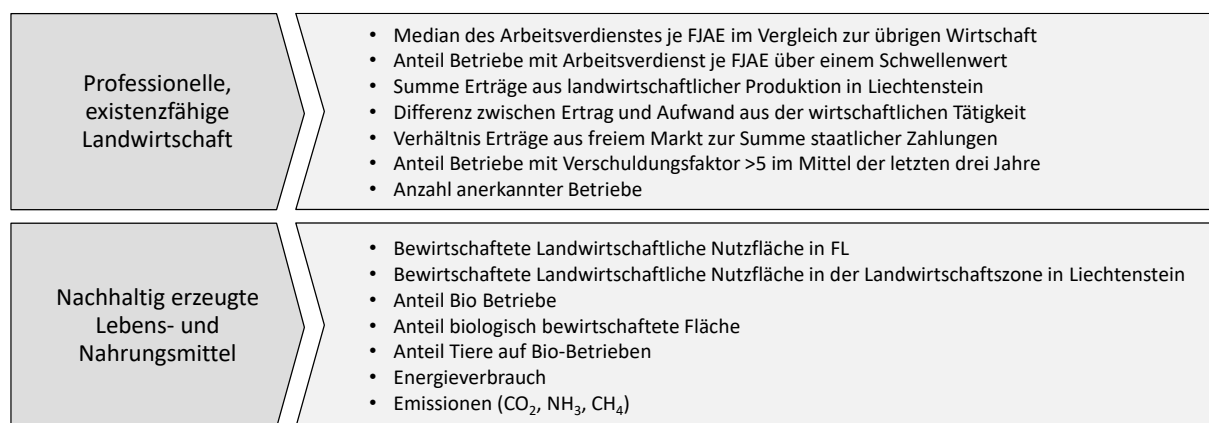 Professionelle,
existenzfähige
Landwirtschaft
• Median des Arbeitsverdienstes je FJAE im Vergleich zur übrigen Wirtschaft
• Anteil Betriebe mit Arbeitsverdienst je FJAE über einem Schwellenwert
• Summe Erträge aus landwirtschaftlicher Produktion in Liechtenstein
• Differenz zwischen Ertrag und Aufwand aus der wirtschaftlichen Tätigkeit
• Verhältnis Erträge aus freiem Markt zur Summe staatlicher Zahlungen
• Anteil Betriebe mit Verschuldungsfaktor >5 im Mittel der letzten drei Jahre
• Anzahl anerkannter Betriebe
Nachhaltig erzeugte
Lebens- und
Nahrungsmittel
• Bewirtschaftete Landwirtschaftliche Nutzfläche in FL
• Bewirtschaftete Landwirtschaftliche Nutzfläche in der Landwirtschaftszone in Liechtenstein
• Anteil Bio Betriebe
• Anteil biologisch bewirtschaftete Fläche
• Anteil Tiere auf Bio-Betrieben
• Energieverbrauch
• Emissionen (CO₂, NH₃, CH₄)